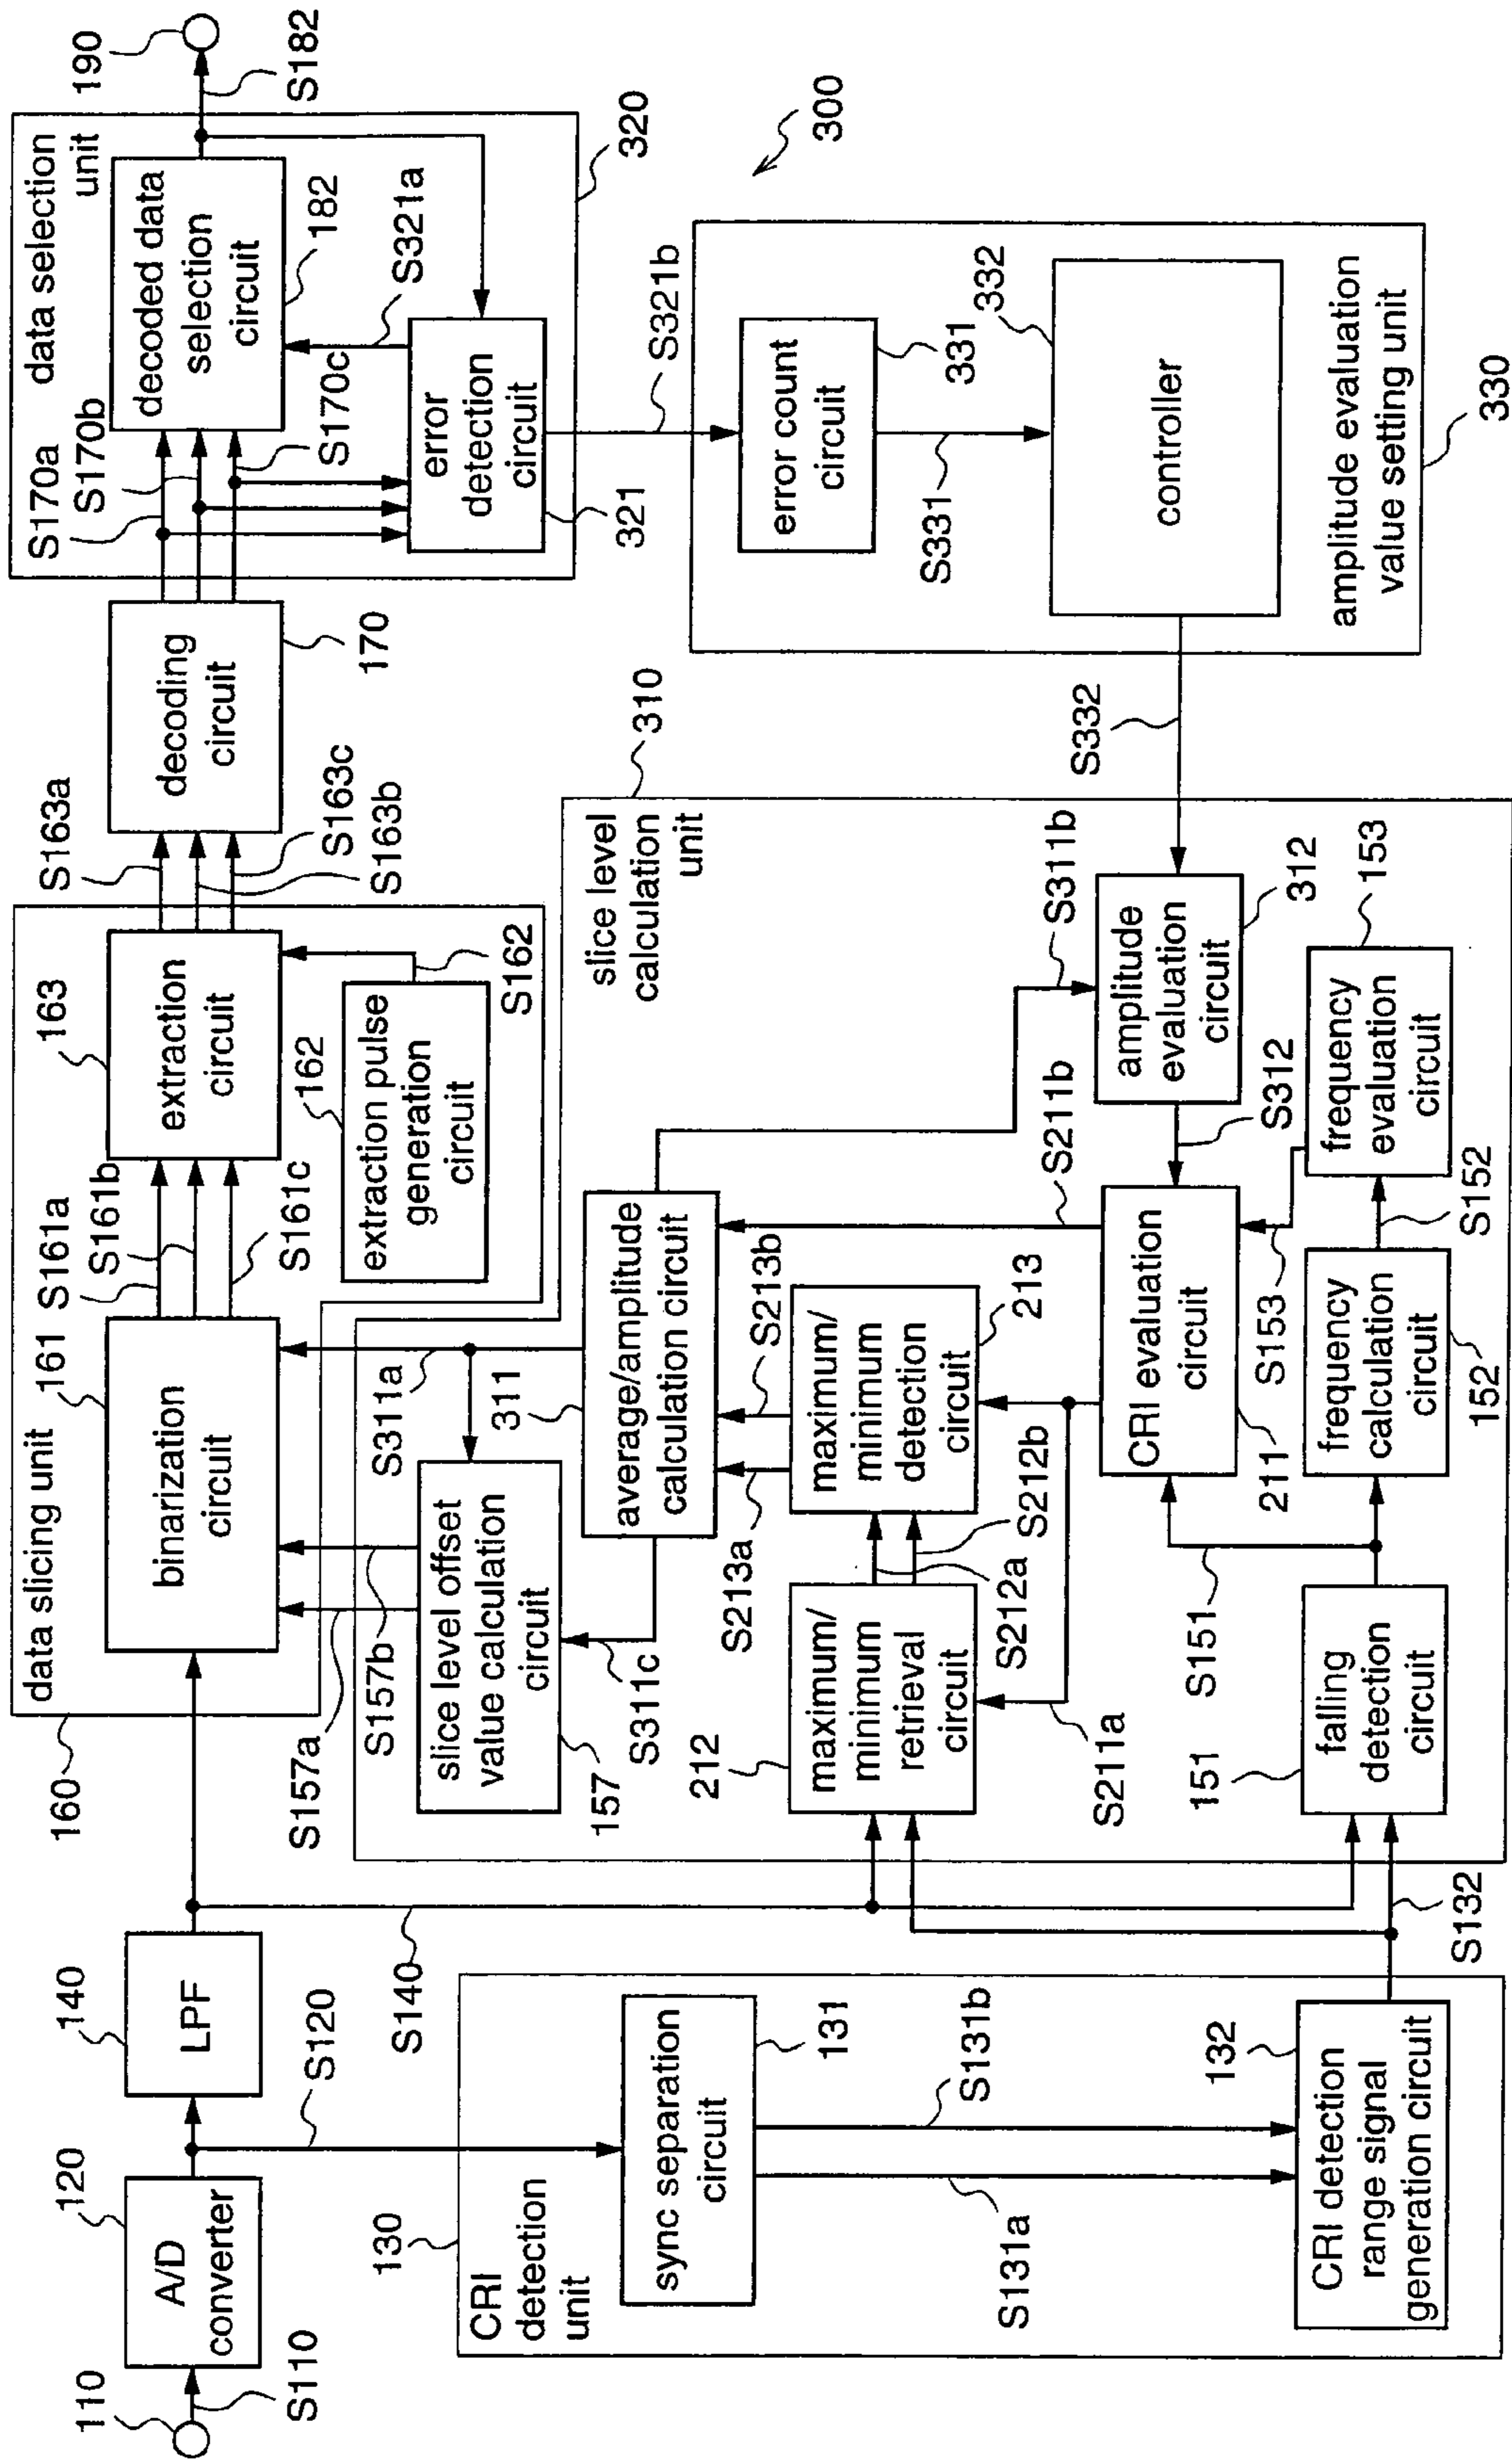 110
S110
120
A/D
converter
S120
140
LPF
S140
130
CRI
detection
unit
sync separation
circuit
131
S131a
S131b
132
CRI detection
range signal
generation circuit
S132
160
data slicing unit
161
binarization
circuit
S161a
S161b
S161c
163
extraction
circuit
162
extraction pulse
generation
circuit
S162
S163a
S163c
S163b
decoding
circuit
170
S170a
S170b
S170c
data selection
unit
decoded data
selection
circuit
182
S321a
error
detection
circuit
321
320
190
S182
300
S321b
error count
circuit
331
S331
332
controller
amplitude evaluation
value setting unit
330
S332
310
slice level
calculation
unit
S157a
S157b
slice level offset
value calculation
circuit
157
S311a
311
S311c
average/amplitude
calculation circuit
S311b
212
maximum/
minimum
retrieval
circuit
S212a
S212b
S213a
S213b
maximum/
minimum
detection
circuit
213
S211a
S211b
CRI evaluation
circuit
211
amplitude
evaluation
circuit
312
S312
151
falling
detection
circuit
S151
frequency
calculation
circuit
152
S152
S153
frequency
evaluation
circuit
153